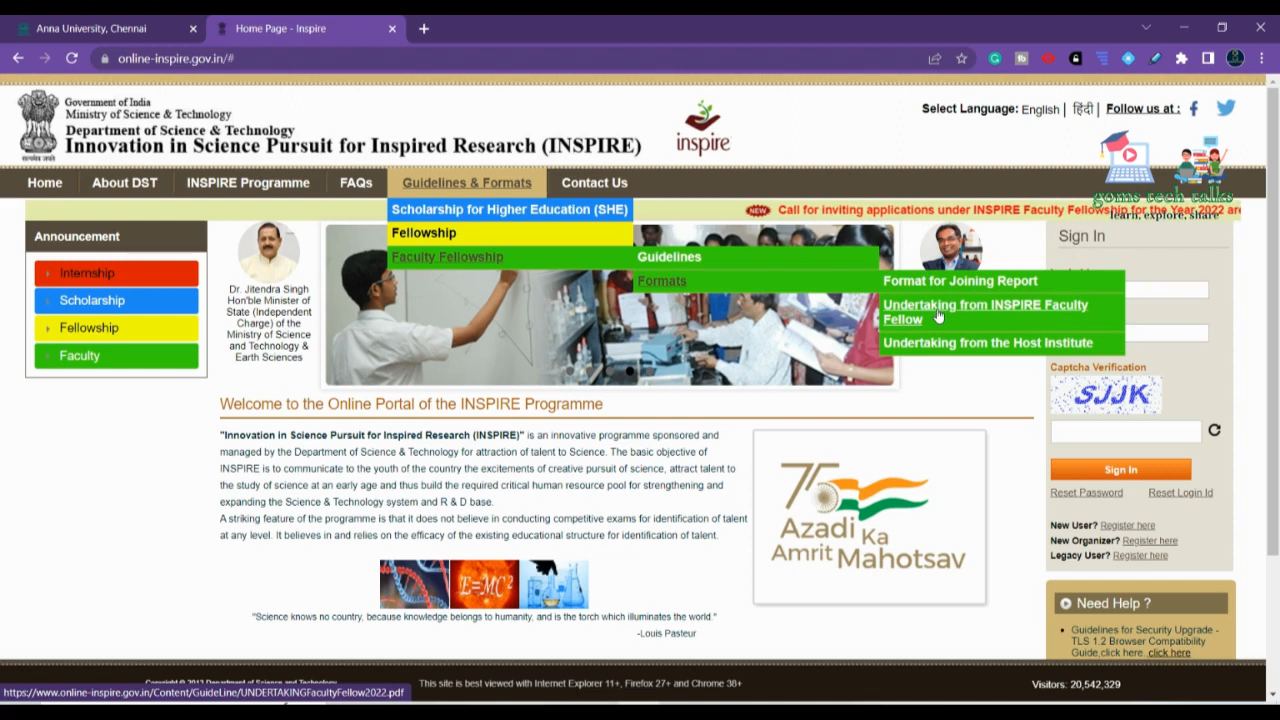 Anna University, Chennai
Home Page - Inspire
online-inspire.gov.in/#
Government of India
Ministry of Science & Technology
Department of Science & Technology
Innovation in Science Pursuit for Inspired Research (INSPIRE)
सत्यमेव जयते
inspire
Select Language: English | हिंदी | Follow us at :
goms tech talks
learn, explore, share
Home
About DST
INSPIRE Programme
FAQs
Guidelines & Formats
Contact Us
Scholarship for Higher Education (SHE)
Fellowship
Faculty Fellowship
Guidelines
Formats
Format for Joining Report
Undertaking from INSPIRE Faculty
Fellow
Undertaking from the Host Institute
NEW
Call for inviting applications under INSPIRE Faculty Fellowship for the Year 2022 are
Announcement
Internship
Scholarship
Fellowship
Faculty
Dr. Jitendra Singh
Hon'ble Minister of
State (Independent
Charge) of the
Ministry of Science
and Technology &
Earth Sciences
Sign In
Captcha Verification
SJJK
Sign In
Reset Password
Reset Login Id
New User? Register here
New Organizer? Register here
Legacy User? Register here
Need Help ?
Guidelines for Security Upgrade -
TLS 1.2 Browser Compatibility
Guide,click here. click here
Welcome to the Online Portal of the INSPIRE Programme
"Innovation in Science Pursuit for Inspired Research (INSPIRE)" is an innovative programme sponsored and
managed by the Department of Science & Technology for attraction of talent to Science. The basic objective of
INSPIRE is to communicate to the youth of the country the excitements of creative pursuit of science, attract talent to
the study of science at an early age and thus build the required critical human resource pool for strengthening and
expanding the Science & Technology system and R & D base.
A striking feature of the programme is that it does not believe in conducting competitive exams for identification of talent
at any level. It believes in and relies on the efficacy of the existing educational structure for identification of talent.
75
Azadi Ka
Amrit Mahotsav
E=MC²
"Science knows no country, because knowledge belongs to humanity, and is the torch which illuminates the world."
-Louis Pasteur
Copyright © 2012 Department of Science and Technology
This site is best viewed with Internet Explorer 11+, Firefox 27+ and Chrome 38+
Visitors: 20,542,329
https://www.online-inspire.gov.in/Content/GuideLine/UNDERTAKINGFacultyFellow2022.pdf